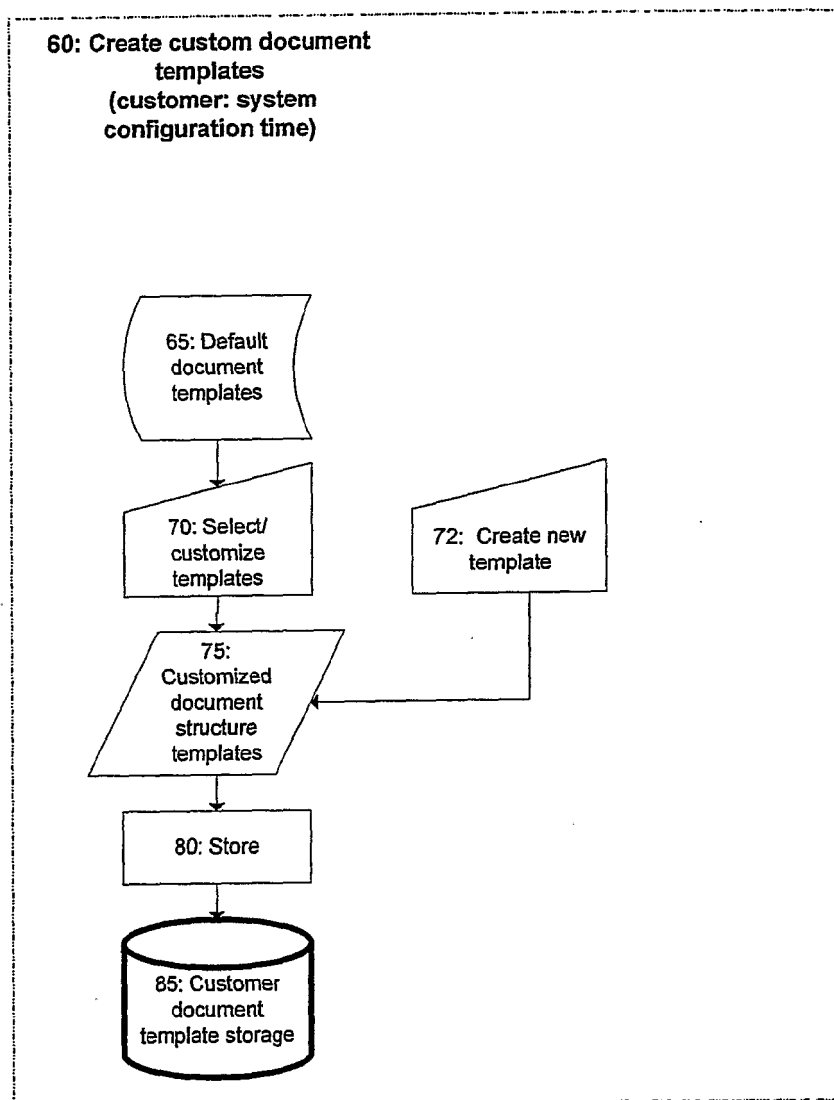 60: Create custom document
templates
(customer: system
configuration time)
65: Default
document
templates
70: Select/
customize
templates
72: Create new
template
75:
Customized
document
structure
templates
80: Store
85: Customer
document
template storage